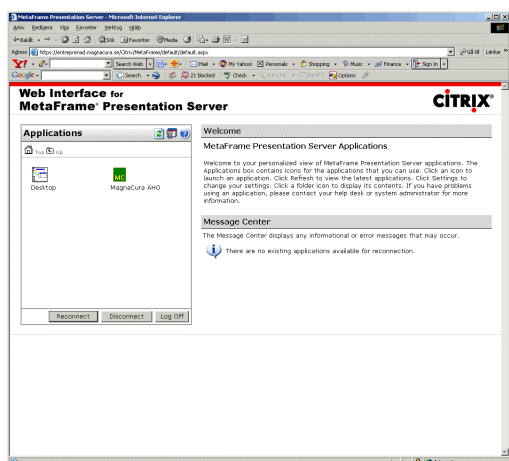 MetaFrame Presentation Server - Microsoft Internet Explorer
Arkiv Redigera Visa Favoriter Verktyg Hjälp
Bakåt Sök Favoriter Media
Adress https://entreprenad.magnacura.se/Citrix/MetaFrame/default/default.aspx Gå till Länkar
Y! Search Web Mail My Yahoo! Personals Shopping Music Finance Sign In
Google Search 21 blocked Check AutoLink AutoFill Options
Web Interface for
MetaFrame® Presentation Server
CITRIX®
Applications
Top Up
Desktop
MC
MagnaCura ÄHO
Reconnect Disconnect Log Off
Welcome
MetaFrame Presentation Server Applications
Welcome to your personalized view of MetaFrame Presentation Server applications. The
Applications box contains icons for the applications that you can use. Click an icon to
launch an application. Click Refresh to view the latest applications. Click Settings to
change your settings. Click a folder icon to display its contents. If you have problems
using an application, please contact your help desk or system administrator for more
information.
Message Center
The Message Center displays any informational or error messages that may occur.
There are no existing applications available for reconnection.